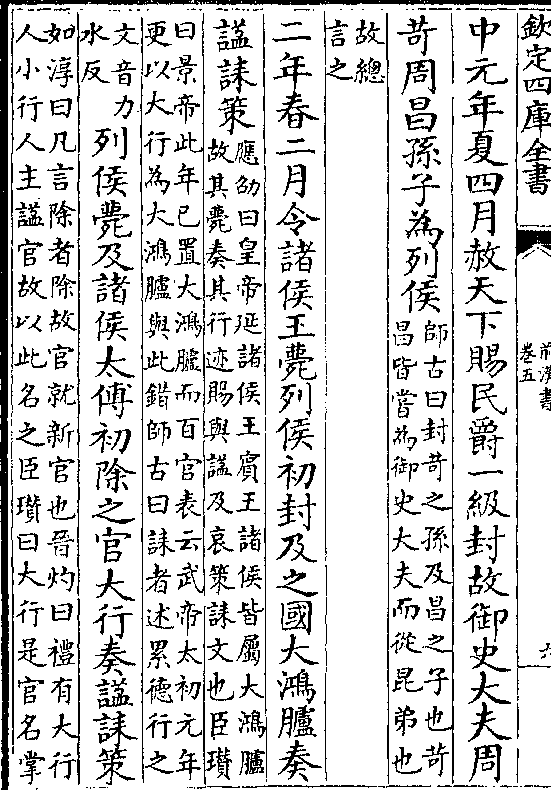 欽定四庫全書
前漢書
卷五
六
中元年夏四月赦天下賜民爵一級封故御史大夫周
苛周昌孫子為列侯
師古曰封苛之孫及昌之子也苛
昌皆嘗為御史大夫而從昆弟也
故總
言之
二年春二月令諸侯王薨列侯初封及之國大鴻臚奏
諡誄策
應劭曰皇帝延諸侯王賓王諸侯皆屬大鴻臚
故其薨奏其行迹賜與諡及哀策誄文也臣瓚
曰景帝此年已置大鴻臚而百官表云武帝太初元年
更以大行為大鴻臚與此錯師古曰誄者述累德行之
文音力
水反
列侯薨及諸侯太傅初除之官大行奏諡誄策
如淳曰凡言除者除故官就新官也晉灼曰禮有大行
人小行人主諡官故以此名之臣瓚曰大行是官名掌